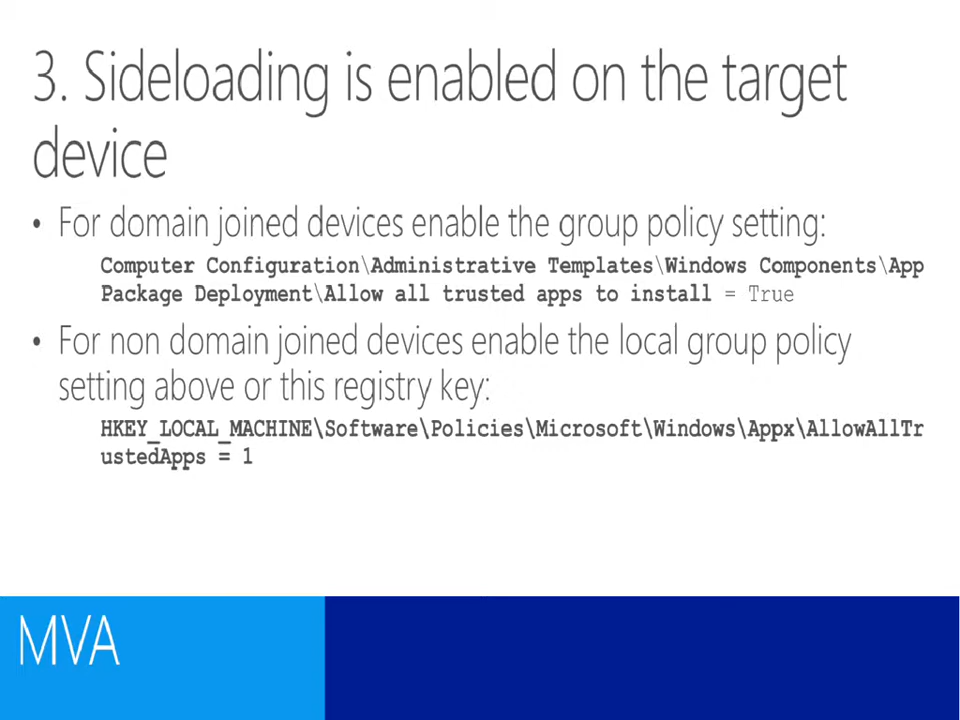 3. Sideloading is enabled on the target
device
• For domain joined devices enable the group policy setting:
Computer Configuration\Administrative Templates\Windows Components\App
Package Deployment\Allow all trusted apps to install = True
• For non domain joined devices enable the local group policy
setting above or this registry key:
HKEY_LOCAL_MACHINE\Software\Policies\Microsoft\Windows\Appx\AllowAllTr
ustedApps = 1
MVA